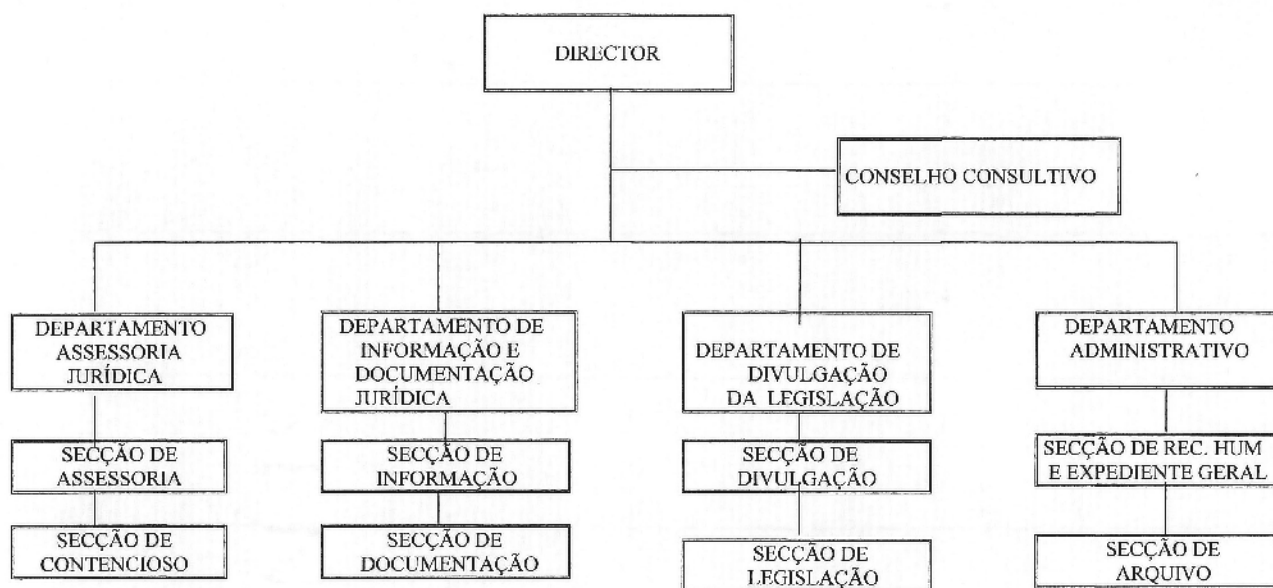 DIRECTOR
CONSELHO CONSULTIVO
DEPARTAMENTO
ASSESSORIA
JURÍDICA
DEPARTAMENTO DE
INFORMAÇÃO E
DOCUMENTAÇÃO
JURÍDICA
DEPARTAMENTO DE
DIVULGAÇÃO
DA LEGISLAÇÃO
DEPARTAMENTO
ADMINISTRATIVO
SECÇÃO DE
ASSESSORIA
SECÇÃO DE
INFORMAÇÃO
SECÇÃO DE
DIVULGAÇÃO
SECÇÃO DE REC. HUM
E EXPEDIENTE GERAL
SECÇÃO DE
CONTENCIOSO
SECÇÃO DE
DOCUMENTAÇÃO
SECÇÃO DE
LEGISLAÇÃO
SECÇÃO DE
ARQUIVO